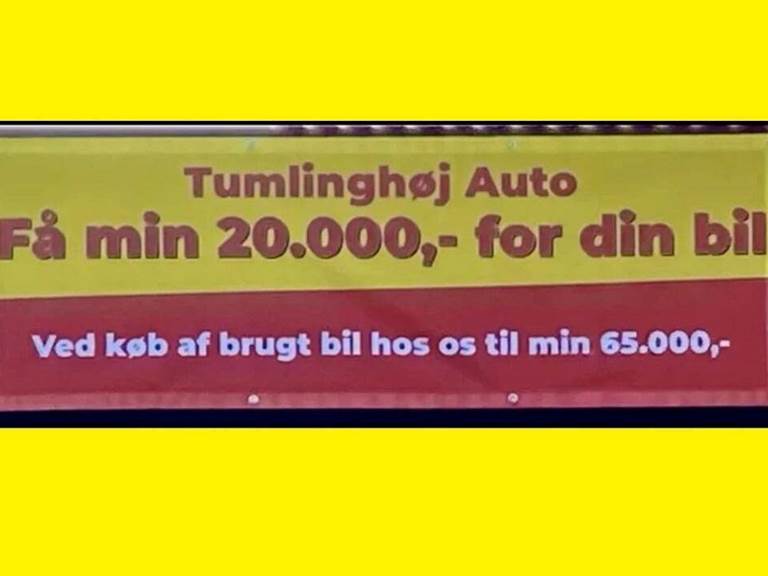 Tumlinghøj Auto
Få min 20.000,- for din bil
Ved køb af brugt bil hos os til min 65.000,-